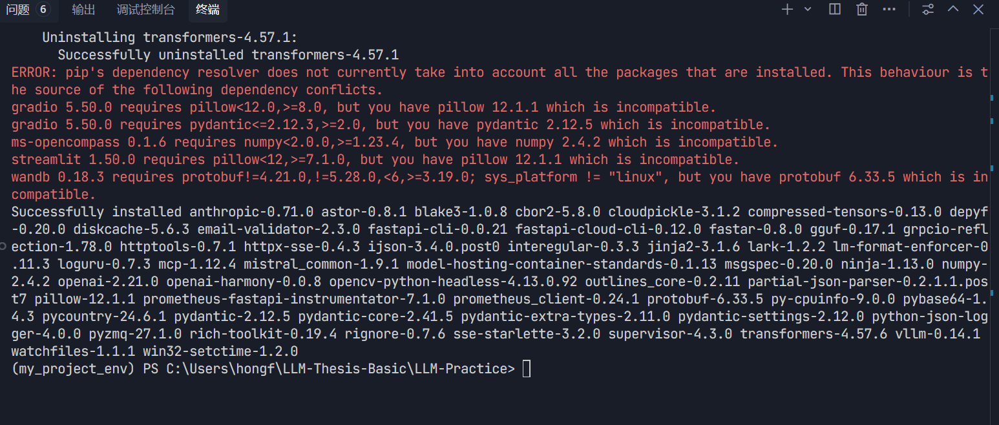 问题 6 输出 调试控制台 终端
Uninstalling transformers-4.57.1:
Successfully uninstalled transformers-4.57.1
ERROR: pip's dependency resolver does not currently take into account all the packages that are installed. This behaviour is t
he source of the following dependency conflicts.
gradio 5.50.0 requires pillow<12.0,>=8.0, but you have pillow 12.1.1 which is incompatible.
gradio 5.50.0 requires pydantic<=2.12.3,>=2.0, but you have pydantic 2.12.5 which is incompatible.
ms-opencompass 0.1.6 requires numpy<2.0.0,>=1.23.4, but you have numpy 2.4.2 which is incompatible.
streamlit 1.50.0 requires pillow<12,>=7.1.0, but you have pillow 12.1.1 which is incompatible.
wandb 0.18.3 requires protobuf!=4.21.0,!=5.28.0,<6,>=3.19.0; sys_platform != "linux", but you have protobuf 6.33.5 which is in
compatible.
Successfully installed anthropic-0.71.0 astor-0.8.1 blake3-1.0.8 cbor2-5.8.0 cloudpickle-3.1.2 compressed-tensors-0.13.0 depyf
-0.20.0 diskcache-5.6.3 email-validator-2.3.0 fastapi-cli-0.0.21 fastapi-cloud-cli-0.12.0 fastar-0.8.0 gguf-0.17.1 grpcio-refl
ection-1.78.0 httptools-0.7.1 httpx-sse-0.4.3 ijson-3.4.0.post0 interegular-0.3.3 jinja2-3.1.6 lark-1.2.2 lm-format-enforcer-0
.11.3 loguru-0.7.3 mcp-1.12.4 mistral_common-1.9.1 model-hosting-container-standards-0.1.13 msgspec-0.20.0 ninja-1.13.0 numpy-
2.4.2 openai-2.21.0 openai-harmony-0.0.8 opencv-python-headless-4.13.0.92 outlines_core-0.2.11 partial-json-parser-0.2.1.1.pos
t7 pillow-12.1.1 prometheus-fastapi-instrumentator-7.1.0 prometheus_client-0.24.1 protobuf-6.33.5 py-cpuinfo-9.0.0 pybase64-1.
4.3 pycountry-24.6.1 pydantic-2.12.5 pydantic-core-2.41.5 pydantic-extra-types-2.11.0 pydantic-settings-2.12.0 python-json-log
ger-4.0.0 pyzmq-27.1.0 rich-toolkit-0.19.4 rignore-0.7.6 sse-starlette-3.2.0 supervisor-4.3.0 transformers-4.57.6 vllm-0.14.1
watchfiles-1.1.1 win32-setctime-1.2.0
(my_project_env) PS C:\Users\hongf\LLM-Thesis-Basic\LLM-Practice>